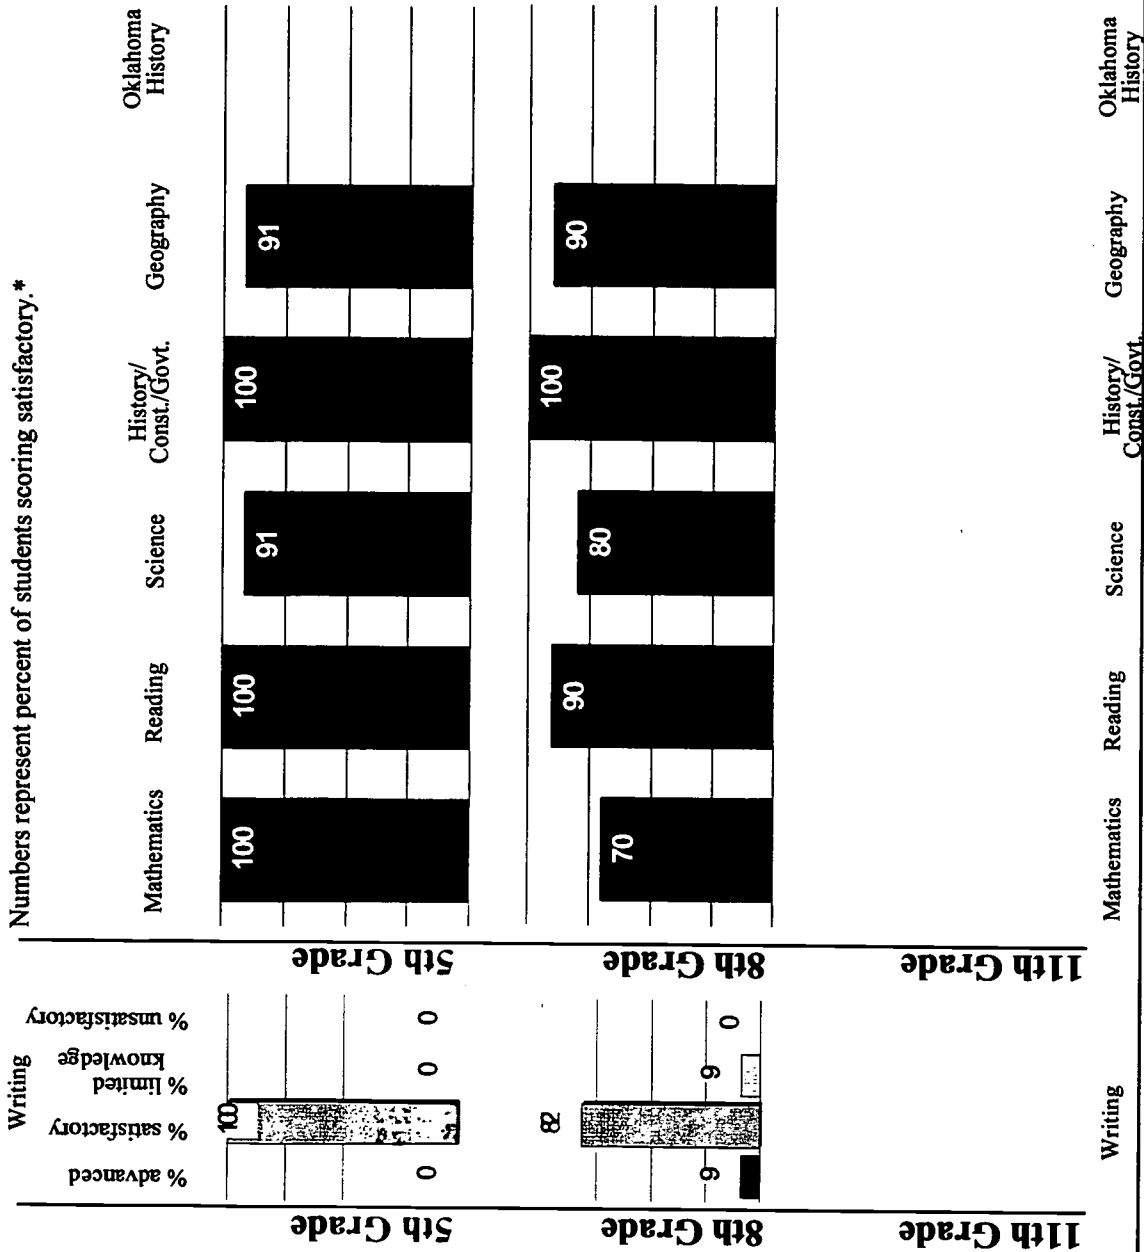 Numbers represent percent of students scoring satisfactory.*
Writing
% advanced
% satisfactory
% limited
knowledge
% unsatisfactory
Mathematics
Reading
Science
History/
Const./Govt.
Geography
Oklahoma
History
5th Grade
0
100
0
0
5th Grade
100
100
91
100
91
8th Grade
9
82
9
0
8th Grade
70
90
80
100
90
11th Grade
11th Grade
Writing
Mathematics
Reading
Science
History/
Const./Govt.
Geography
Oklahoma
History